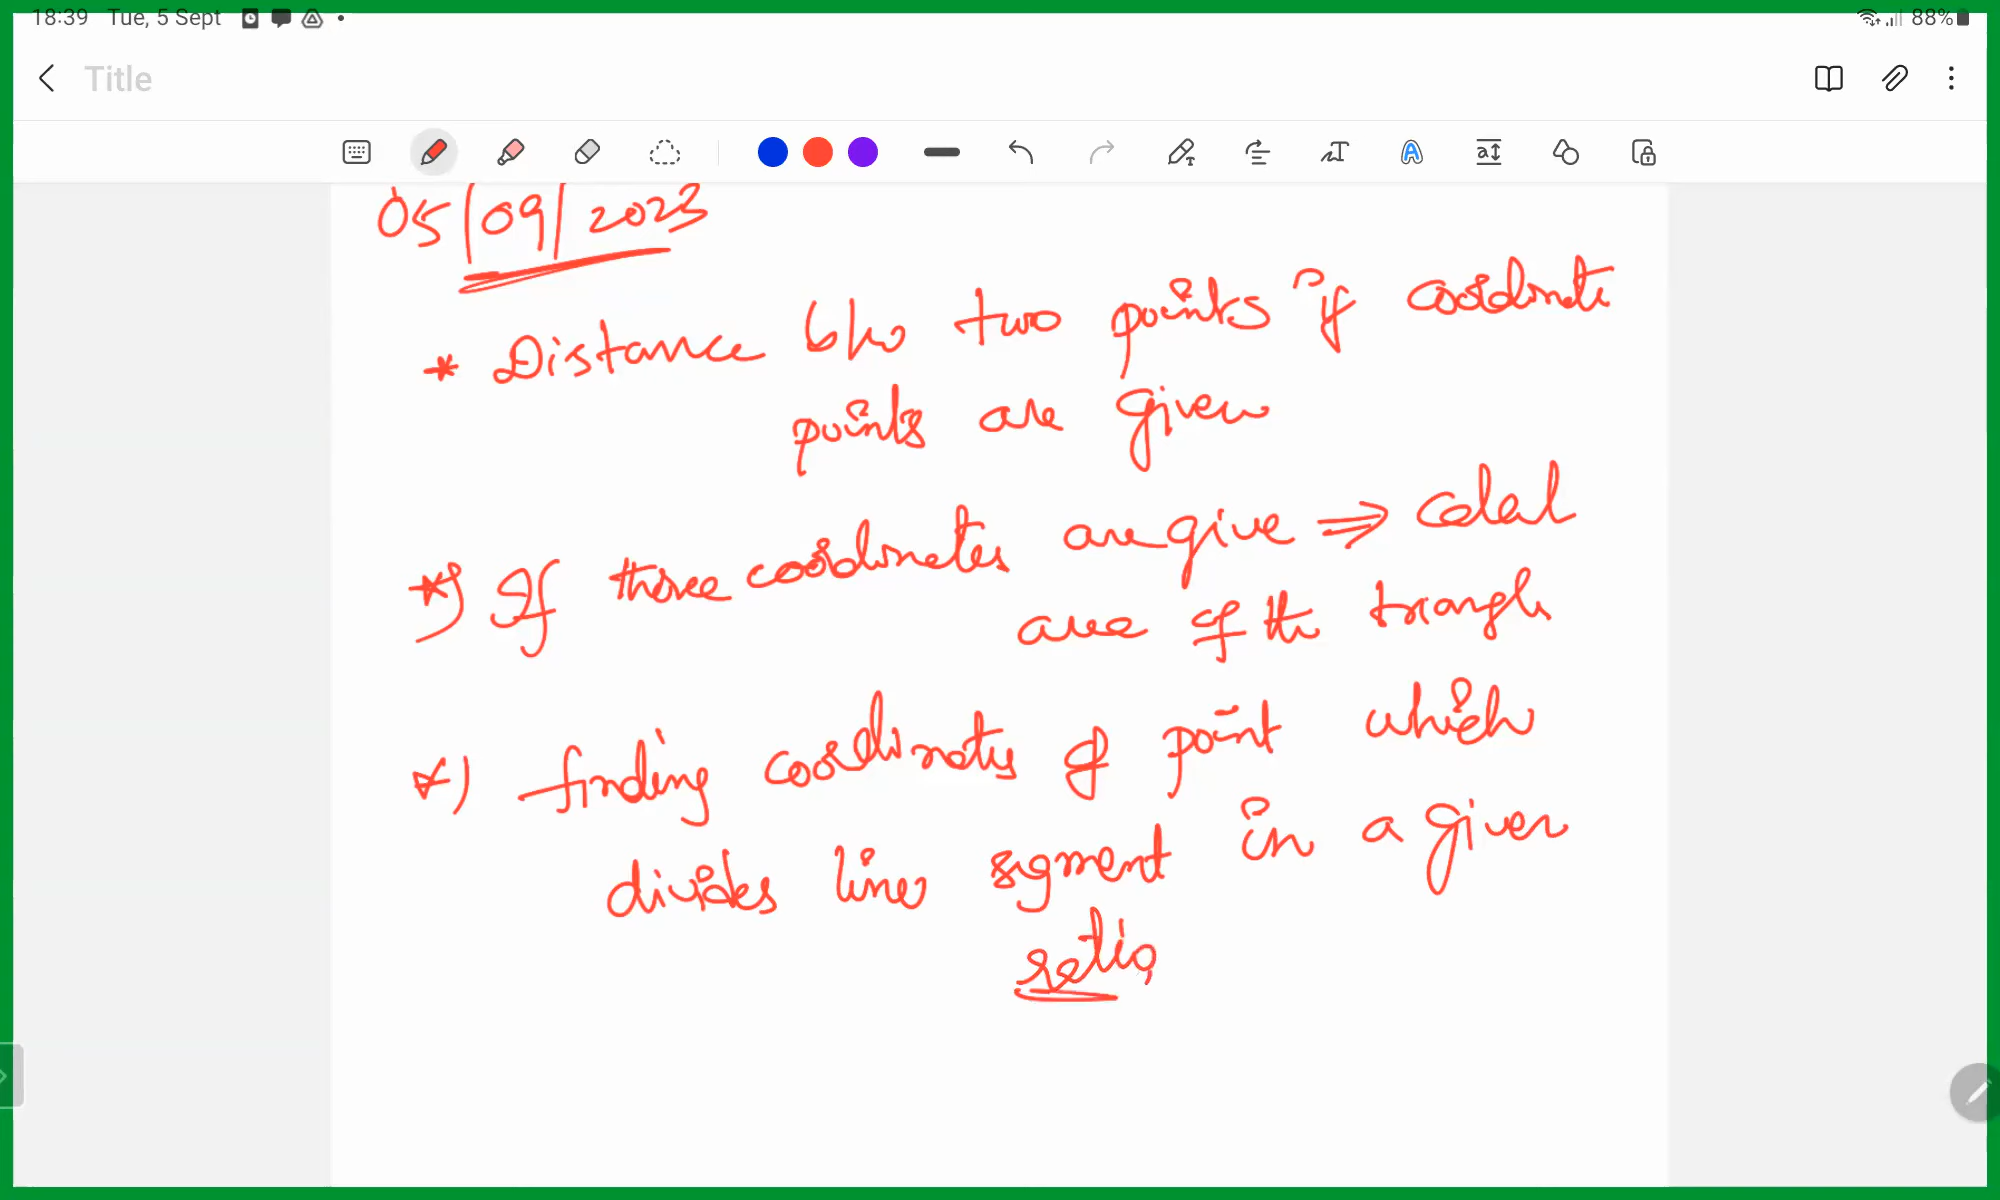 18:39 Tue, 5 Sept 88%
Title
05/09/2023
* Distance b/w two points if coordinate
points are given
*) If three coordinates are give ⇒ calcul
area of the triangle
*) finding coordinates of point which
divides line segment in a given
ratio,